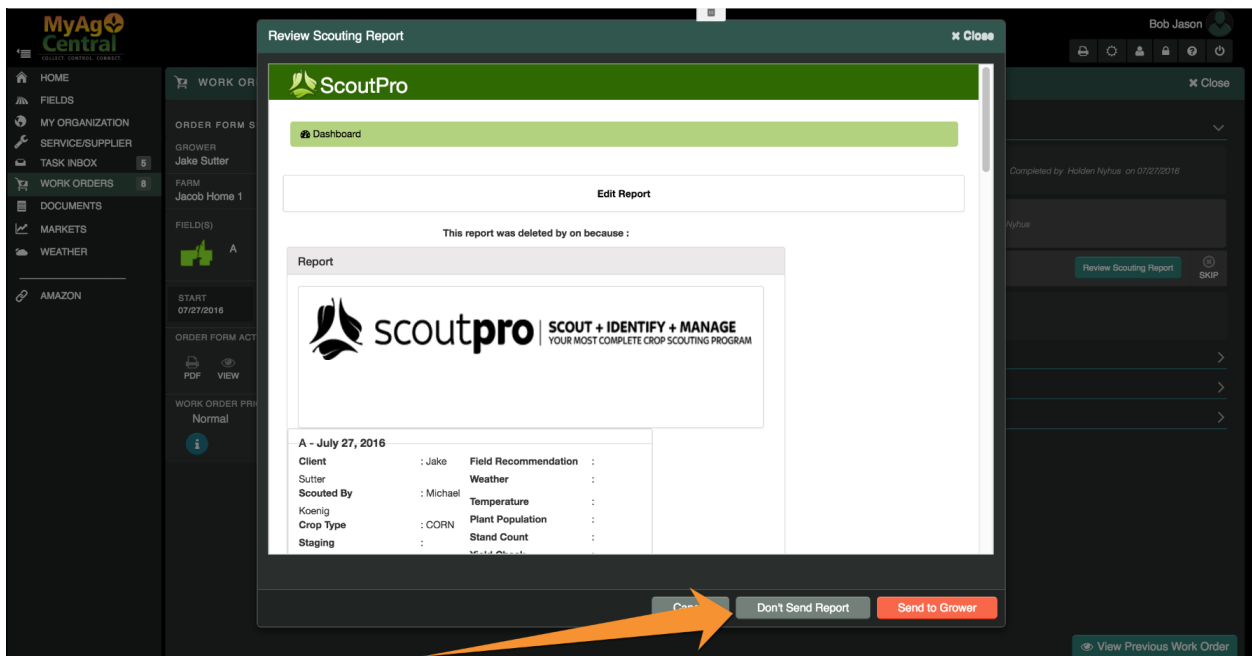 MyAg
Central
COLLECT. CONTROL. CONNECT.
Bob Jason
HOME
FIELDS
MY ORGANIZATION
SERVICE/SUPPLIER
TASK INBOX 5
WORK ORDERS 8
DOCUMENTS
MARKETS
WEATHER
AMAZON
WORK OR
✖ Close
ORDER FORM S
GROWER
Jake Sutter
FARM
Jacob Home 1
FIELD(S)
A
START
07/27/2016
ORDER FORM ACT
PDF VIEW
WORK ORDER PRI
Normal
Review Scouting Report ✖ Close
ScoutPro
Dashboard
Edit Report
This report was deleted by on because :
Report
scoutpro SCOUT + IDENTIFY + MANAGE
YOUR MOST COMPLETE CROP SCOUTING PROGRAM
A - July 27, 2016
Client : Jake Field Recommendation :
Sutter Weather :
Scouted By : Michael Temperature :
Koenig Plant Population :
Crop Type : CORN Stand Count :
Staging :
Don't Send Report Send to Grower
Completed by Holden Nyhus on 07/27/2016
Nyhus
Review Scouting Report SKIP
View Previous Work Order